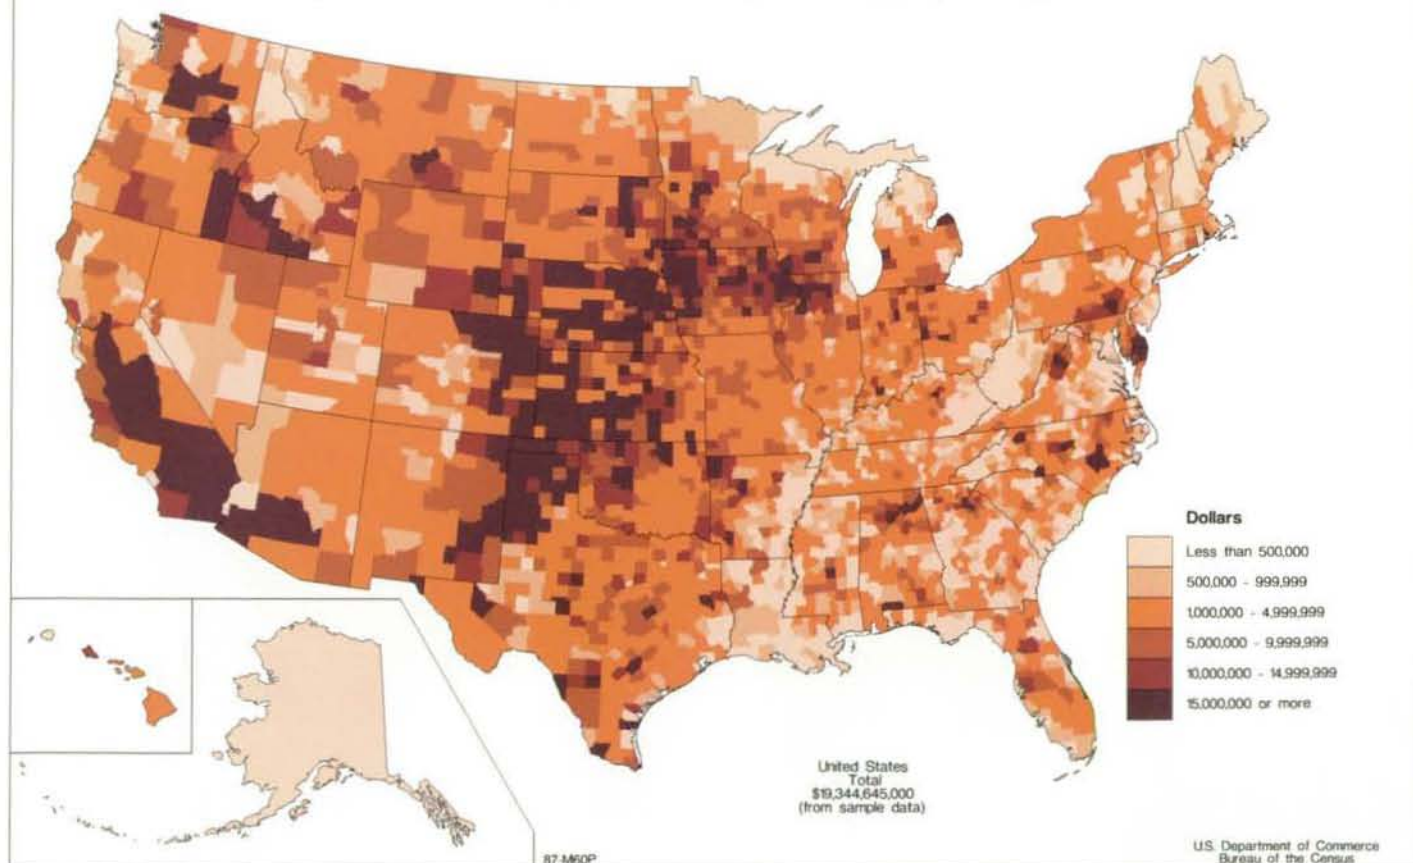 Dollars
Less than 500,000
500,000 - 999,999
1,000,000 - 4,999,999
5,000,000 - 9,999,999
10,000,000 - 14,999,999
15,000,000 or more
United States
Total
$19,344,645,000
(from sample data)
87-M60P
U.S. Department of Commerce
Bureau of the Census